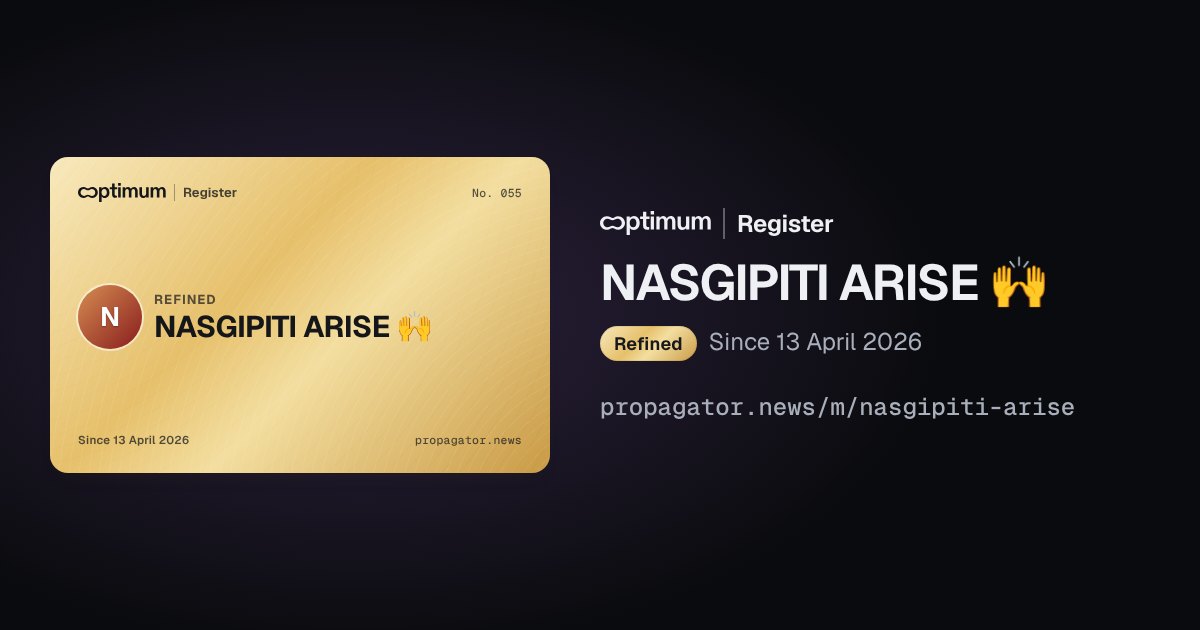 optimum | Register
No. 055
N
REFINED
NASGIPITI ARISE 🙌
Since 13 April 2026
propagator.news
optimum | Register
NASGIPITI ARISE 🙌
Refined Since 13 April 2026
propagator.news/m/nasgipiti-arise